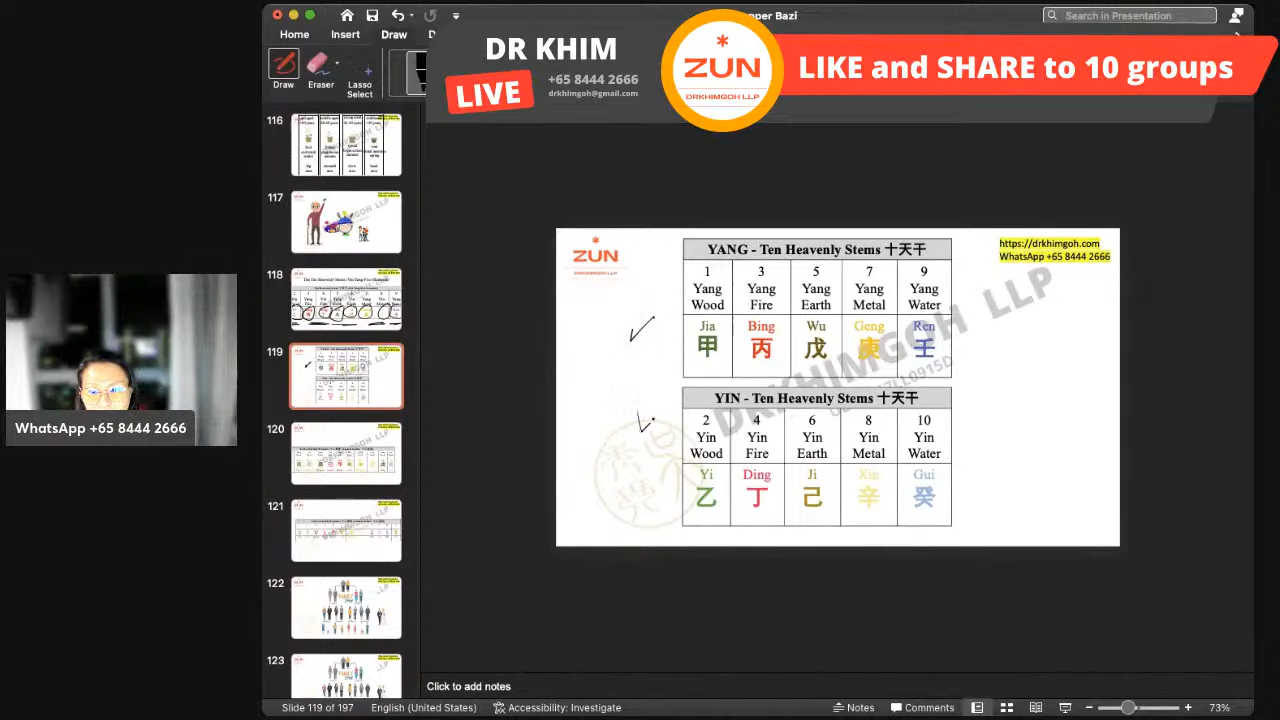 pper Bazi
Search in Presentation
Home
Insert
Draw
DR KHIM
LIVE
+65 8444 2666
drkhimgoh@gmail.com
ZUN
DRKHIMGOH LLP
LIKE and SHARE to 10 groups
Draw
Eraser
Lasso
Select
116
117
118
119
120
121
122
123
WhatsApp +65 8444 2666
ZUN
DRKHIMGOH LLP
https://drkhimgoh.com
WhatsApp +65 8444 2666
YANG - Ten Heavenly Stems 十天干
1 3 5 7 9
Yang Yang Yang Yang Yang
Wood Fire Earth Metal Water
Jia Bing Wu Geng Ren
甲 丙 戊 庚 壬
YIN - Ten Heavenly Stems 十天干
2 4 6 8 10
Yin Yin Yin Yin Yin
Wood Fire Earth Metal Water
Yi Ding Ji Xin Gui
乙 丁 己 辛 癸
DRKHIMGOH LLP
Click to add notes
Slide 119 of 197
English (United States)
Accessibility: Investigate
Notes
Comments
73%